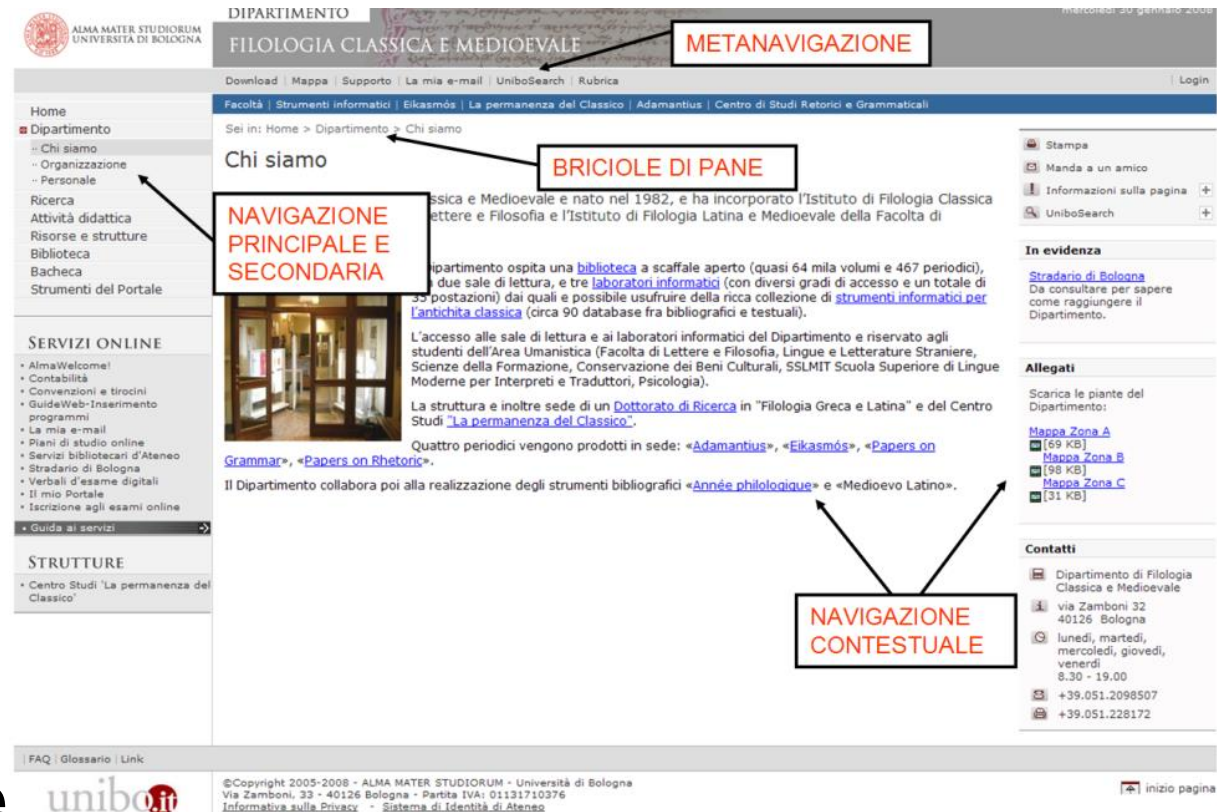 ALMA MATER STUDIORUM
UNIVERSITÀ DI BOLOGNA
DIPARTIMENTO
FILOLOGIA CLASSICA E MEDIOEVALE
mercoledì 30 gennaio 2008
METANAVIGAZIONE
Download | Mappa | Supporto | La mia e-mail | UniboSearch | Rubrica
Login
Facoltà | Strumenti informatici | Eikasmós | La permanenza del Classico | Adamantius | Centro di Studi Retorici e Grammaticali
Home
Dipartimento
Chi siamo
Organizzazione
Personale
Ricerca
Attività didattica
Risorse e strutture
Biblioteca
Bacheca
Strumenti del Portale
NAVIGAZIONE
PRINCIPALE E
SECONDARIA
SERVIZI ONLINE
• AlmaWelcome!
• Contabilità
• Convenzioni e tirocini
• GuideWeb-Inserimento
programmi
• La mia e-mail
• Piani di studio online
• Servizi bibliotecari d'Ateneo
• Stradario di Bologna
• Verbali d'esame digitali
• Il mio Portale
• Iscrizione agli esami online
• Guida ai servizi
STRUTTURE
• Centro Studi 'La permanenza del
Classico'
Sei in: Home > Dipartimento > Chi siamo
BRICIOLE DI PANE
Chi siamo
ssica e Medioevale e nato nel 1982, e ha incorporato l'Istituto di Filologia Classica
ettere e Filosofia e l'Istituto di Filologia Latina e Medioevale della Facolta di
partimento ospita una biblioteca a scaffale aperto (quasi 64 mila volumi e 467 periodici),
due sale di lettura, e tre laboratori informatici (con diversi gradi di accesso e un totale di
35 postazioni) dai quali e possibile usufruire della ricca collezione di strumenti informatici per
l'antichita classica (circa 90 database fra bibliografici e testuali).
L'accesso alle sale di lettura e ai laboratori informatici del Dipartimento e riservato agli
studenti dell'Area Umanistica (Facolta di Lettere e Filosofia, Lingue e Letterature Straniere,
Scienze della Formazione, Conservazione dei Beni Culturali, SSLMIT Scuola Superiore di Lingue
Moderne per Interpreti e Traduttori, Psicologia).
La struttura e inoltre sede di un Dottorato di Ricerca in "Filologia Greca e Latina" e del Centro
Studi "La permanenza del Classico".
Quattro periodici vengono prodotti in sede: «Adamantius», «Eikasmós», «Papers on
Grammar», «Papers on Rhetoric».
Il Dipartimento collabora poi alla realizzazione degli strumenti bibliografici «Année philologique» e «Medioevo Latino».
NAVIGAZIONE
CONTESTUALE
Stampa
Manda a un amico
Informazioni sulla pagina +
UniboSearch +
In evidenza
Stradario di Bologna
Da consultare per sapere
come raggiungere il
Dipartimento.
Allegati
Scarica le piante del
Dipartimento:
Mappa Zona A
[69 KB]
Mappa Zona B
[98 KB]
Mappa Zona C
[31 KB]
Contatti
Dipartimento di Filologia
Classica e Medioevale
via Zamboni 32
40126 Bologna
lunedì, martedì,
mercoledì, giovedì,
venerdì
8.30 - 19.00
+39.051.2098507
+39.051.228172
| FAQ | Glossario | Link
unibo.it
©Copyright 2005-2008 - ALMA MATER STUDIORUM - Università di Bologna
Via Zamboni, 33 - 40126 Bologna - Partita IVA: 01131710376
Informativa sulla Privacy - Sistema di Identità di Ateneo
inizio pagina